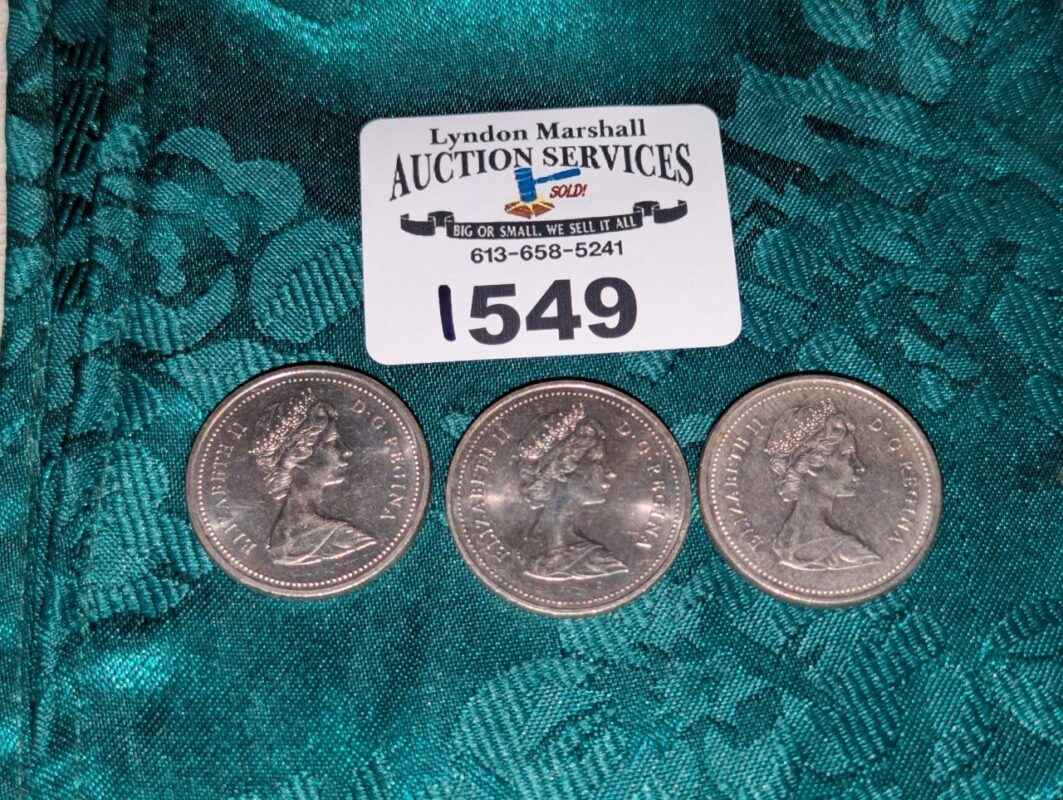 Lyndon Marshall
AUCTION SERVICES
SOLD!
BIG OR SMALL, WE SELL IT ALL
613-658-5241
1549
ELIZABETH II D·G·REGINA
ELIZABETH II D·G·REGINA
ELIZABETH II D·G·REGINA